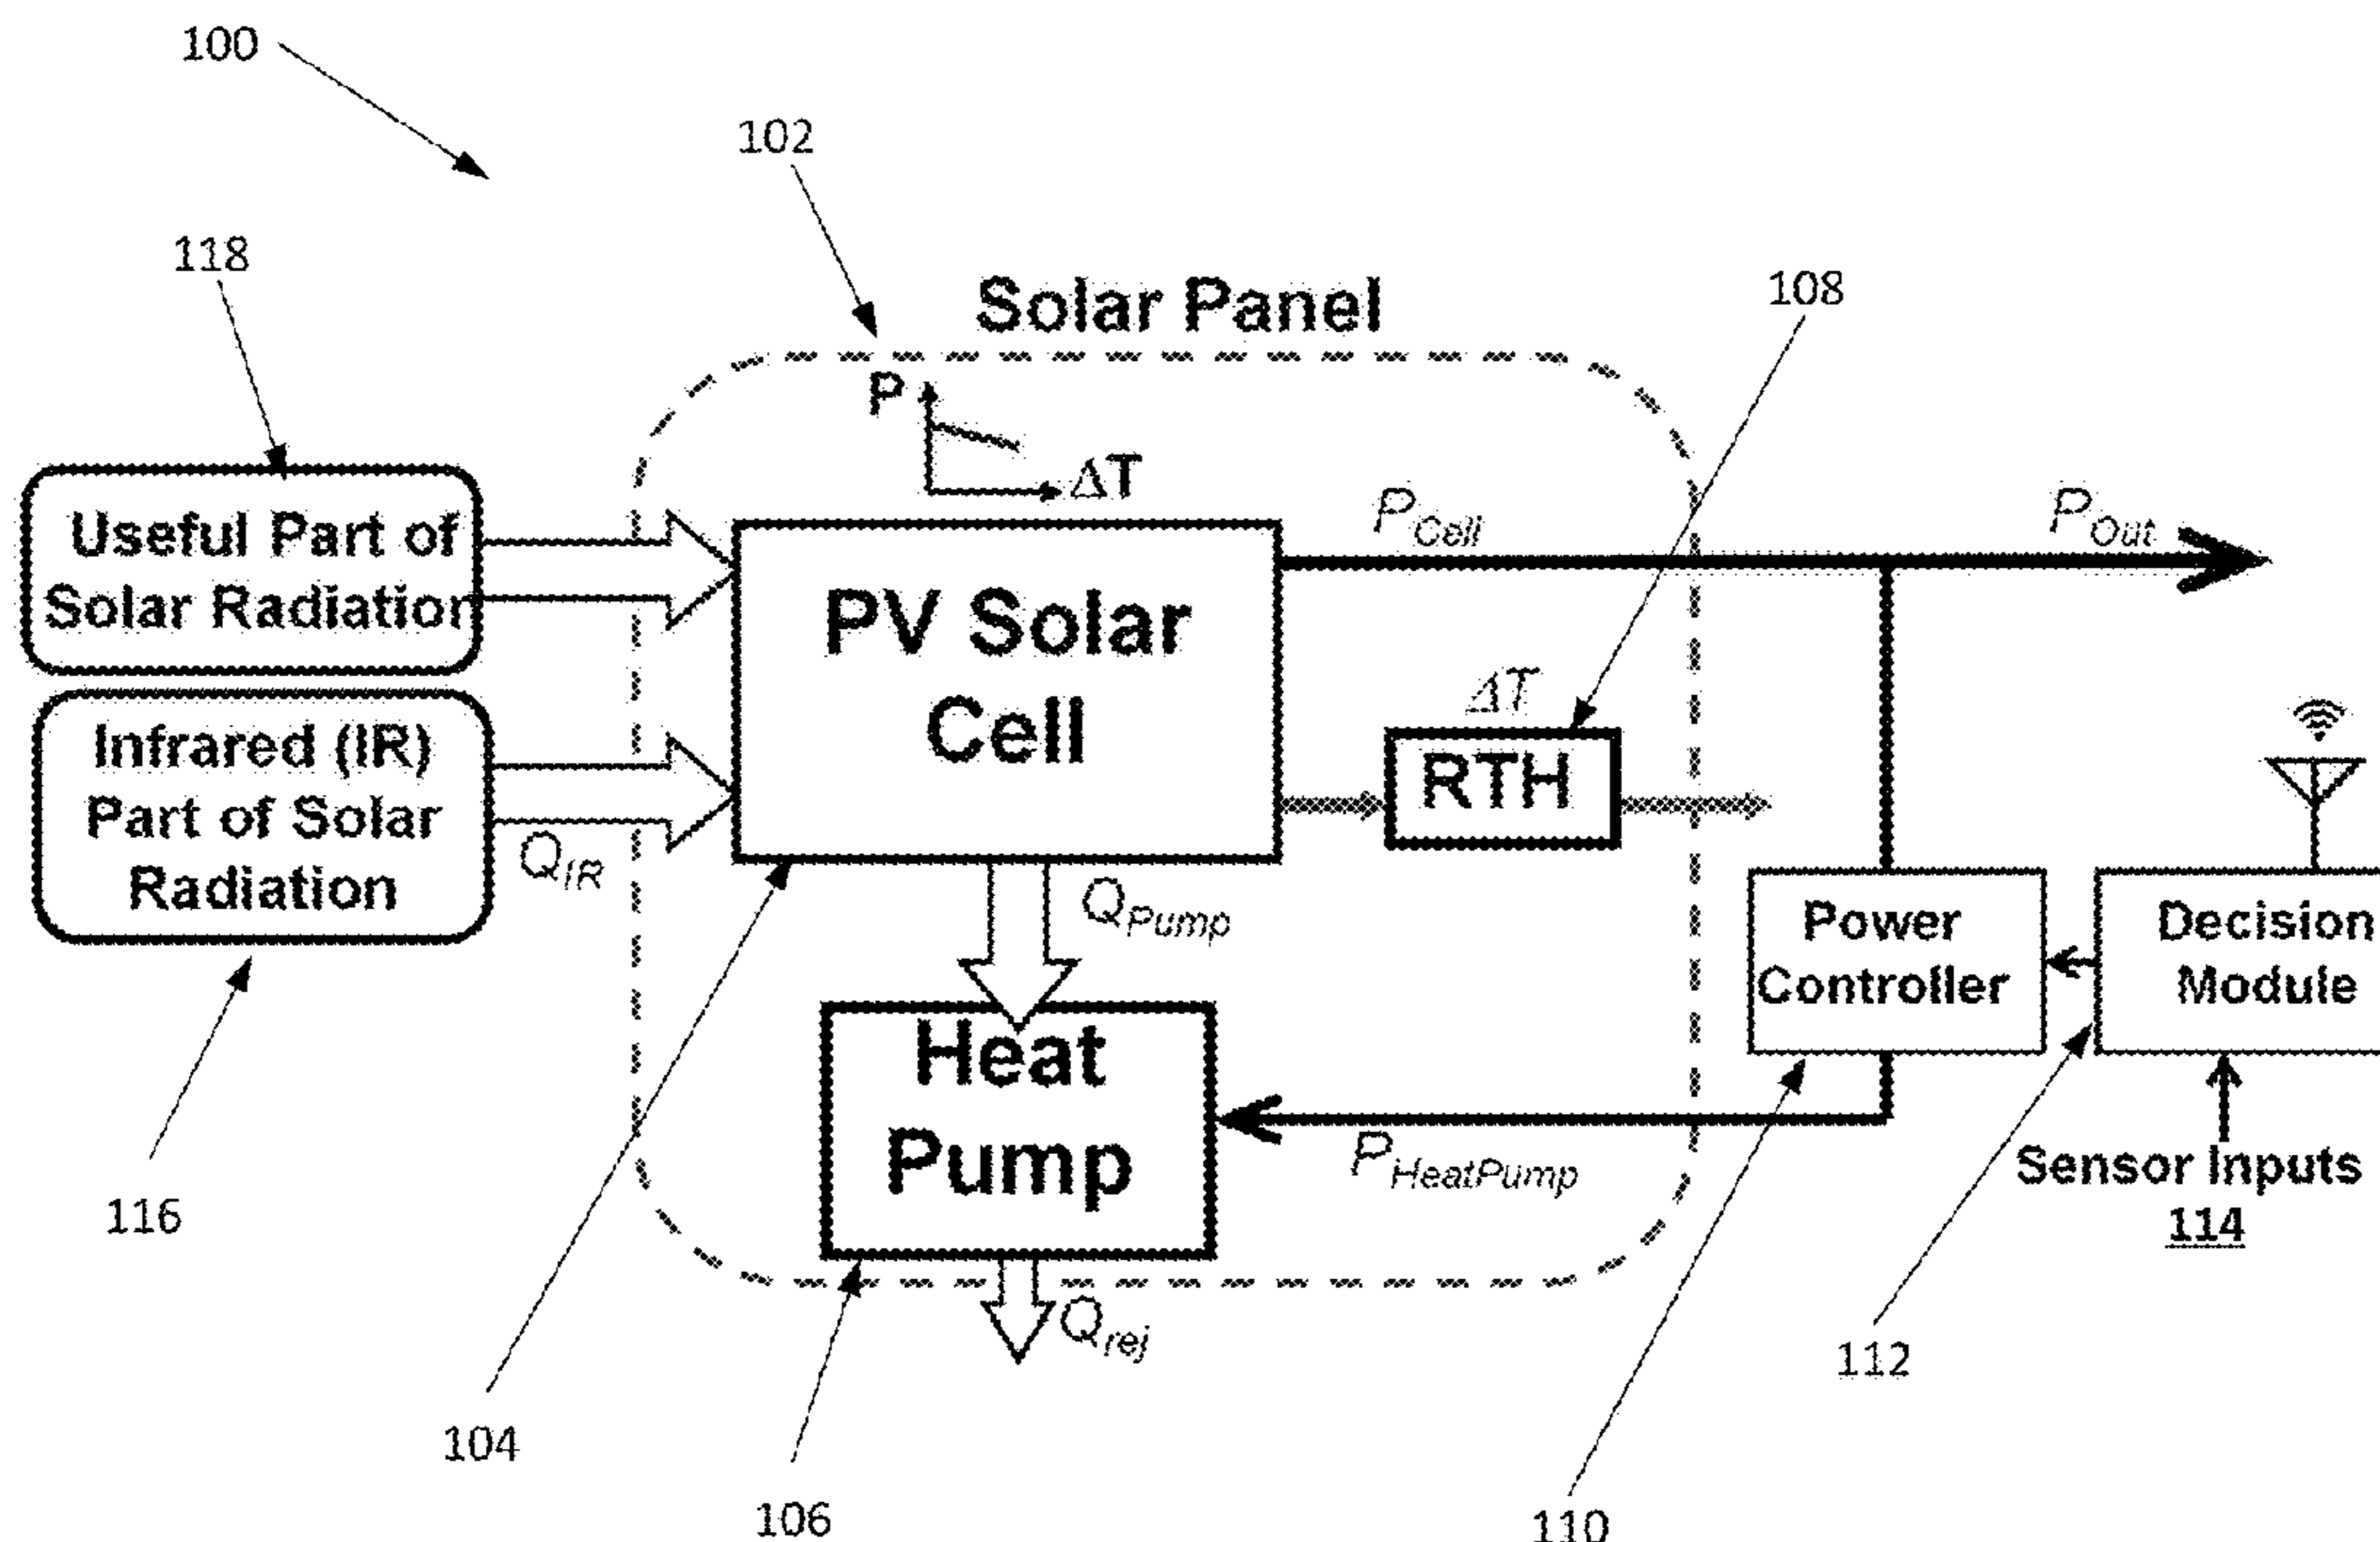 100
102
118
Solar Panel
108
P
ΔT
P_Cell
P_Out
Useful Part of
Solar Radiation
PV Solar
Cell
ΔT
RTH
Infrared (IR)
Part of Solar
Radiation
Q_IR
Q_Pump
Power
Controller
Decision
Module
Heat
Pump
P_HeatPump
Sensor Inputs
114
116
Q_rej
112
104
106
110